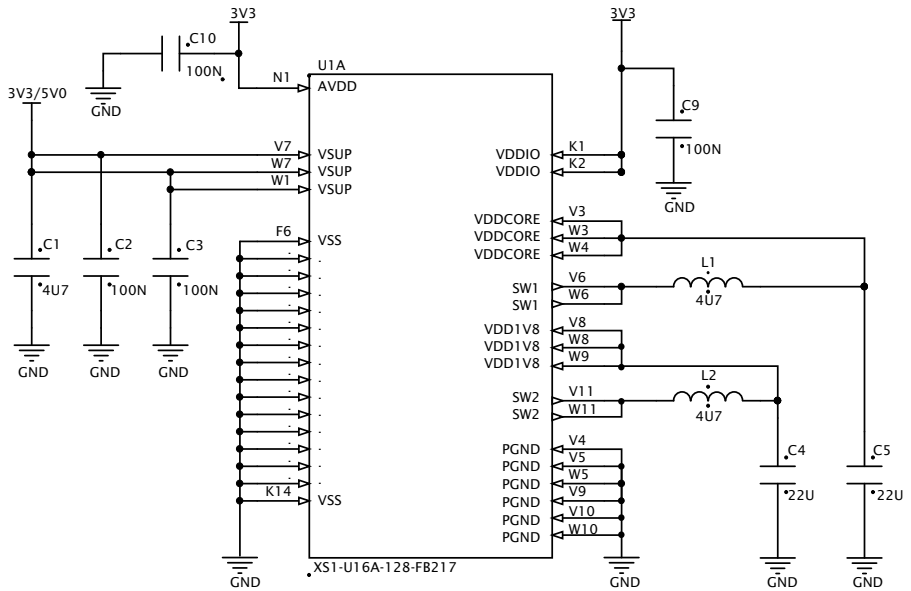 3V3
3V3
C10
100N
U1A
N1
AVDD
GND
3V3/5V0
C9
100N
GND
V7
VSUP
W7
VSUP
W1
VSUP
K1
VDDIO
K2
VDDIO
V3
VDDCORE
W3
VDDCORE
W4
VDDCORE
F6
VSS
C1
4U7
GND
C2
100N
GND
C3
100N
GND
V6
SW1
W6
SW1
L1
4U7
V8
VDD1V8
W8
VDD1V8
W9
VDD1V8
V11
SW2
W11
SW2
L2
4U7
V4
PGND
V5
PGND
W5
PGND
V9
PGND
V10
PGND
W10
PGND
C4
22U
C5
22U
K14
VSS
XS1-U16A-128-FB217
GND
GND
GND
GND